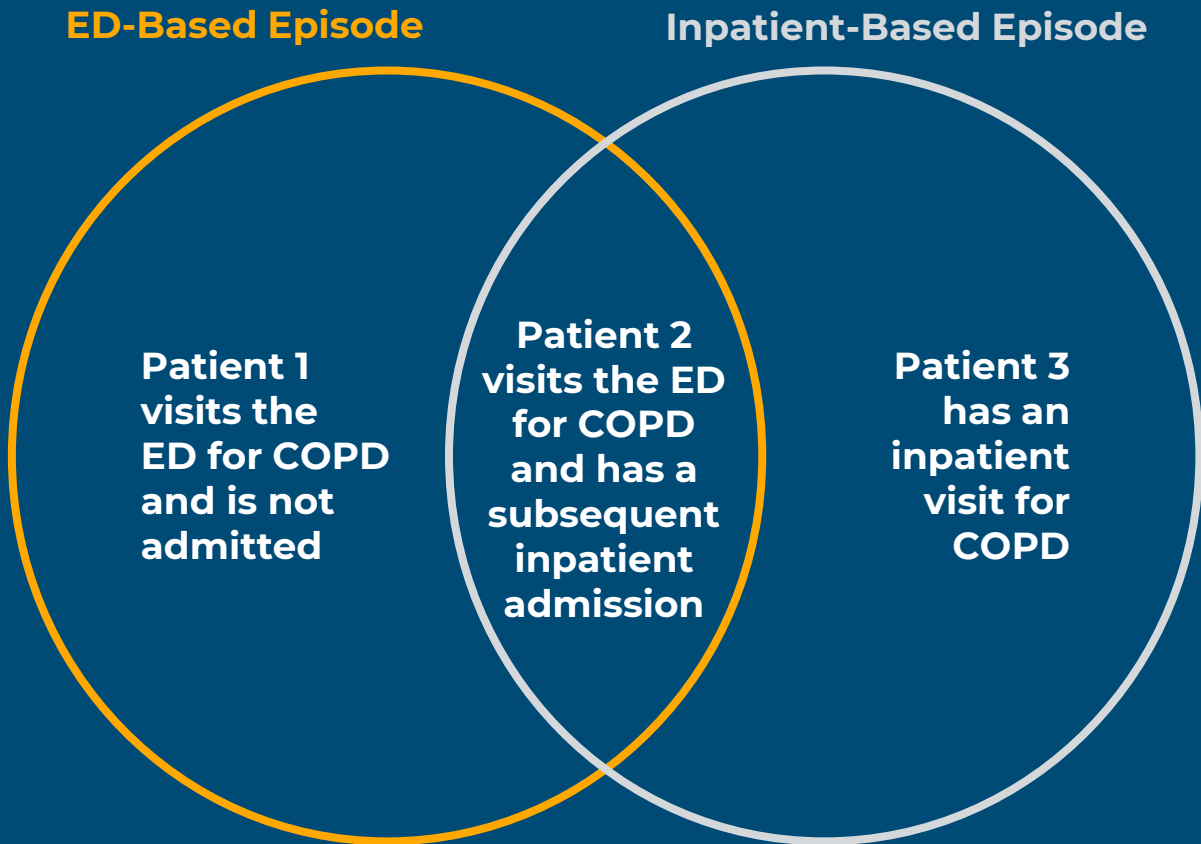 ED-Based Episode
Inpatient-Based Episode
Patient 1
visits the
ED for COPD
and is not
admitted
Patient 2
visits the ED
for COPD
and has a
subsequent
inpatient
admission
Patient 3
has an
inpatient
visit for
COPD